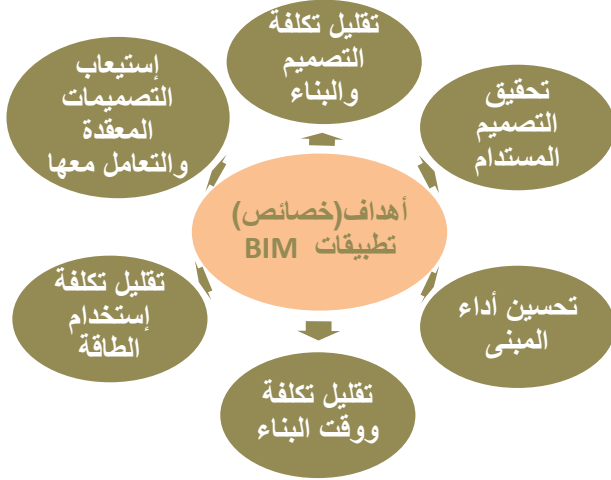 تقليل تكلفة
التصميم
والبناء
تحقيق
التصميم
المستدام
تحسين أداء
المبنى
تقليل تكلفة
ووقت البناء
تقليل تكلفة
إستخدام
الطاقة
إستيعاب
التصميمات
المعقدة
والتعامل معها
أهداف(خصائص)
تطبيقات BIM